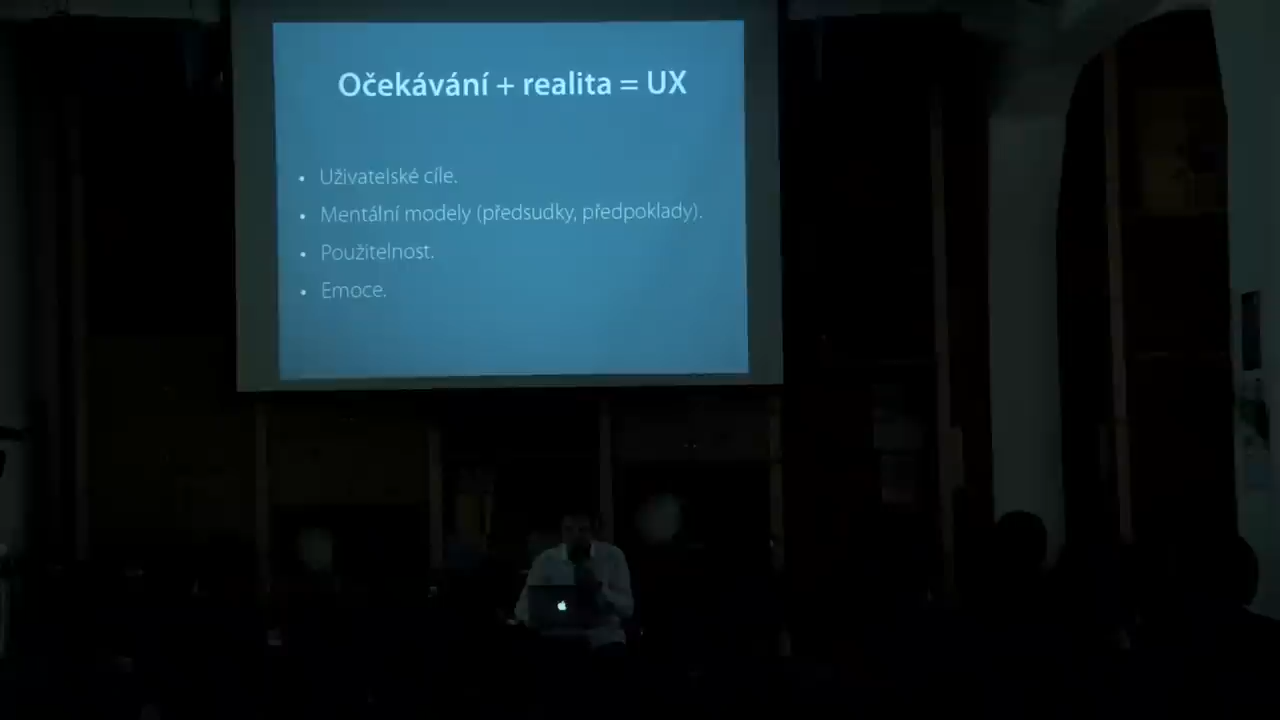 Očekávání + realita = UX
• Uživatelské cíle.
• Mentální modely (předsudky, předpoklady).
• Použitelnost.
• Emoce.